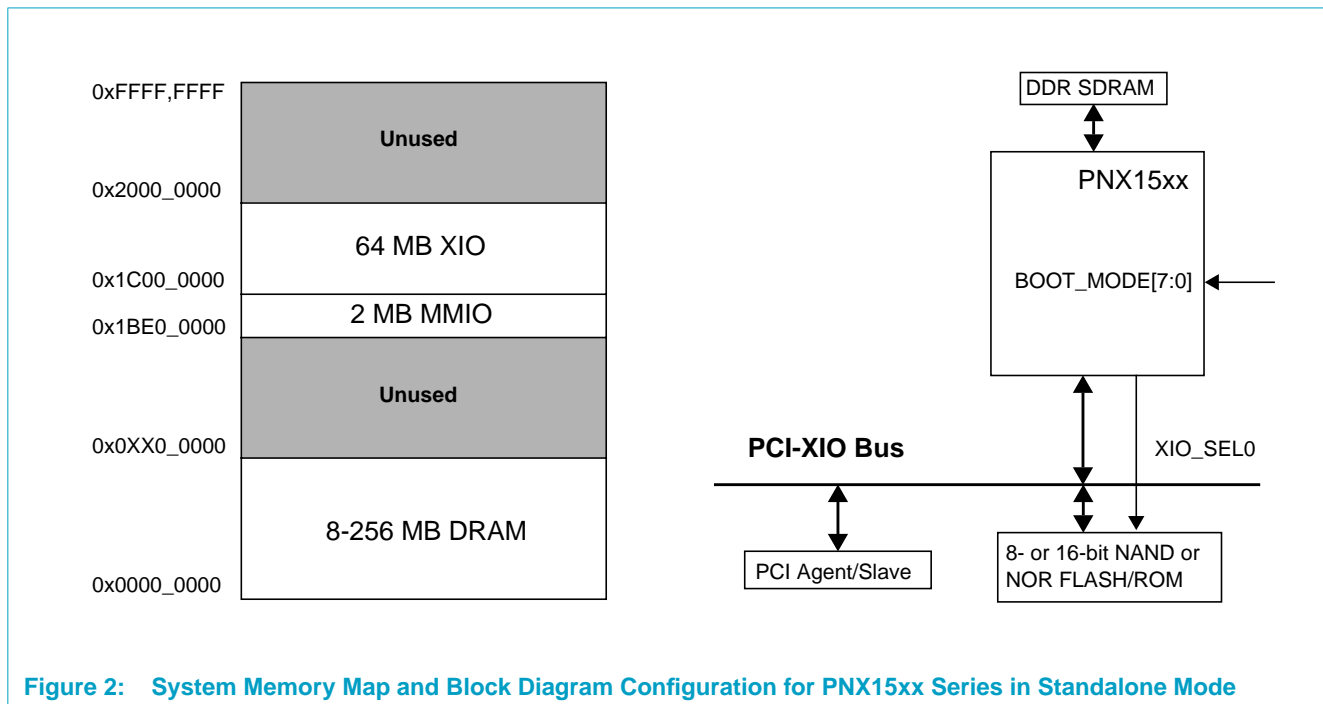 0xFFFF,FFFF
Unused
0x2000_0000
64 MB XIO
0x1C00_0000
2 MB MMIO
0x1BE0_0000
Unused
0x0XX0_0000
8-256 MB DRAM
0x0000_0000
DDR SDRAM
PNX15xx
BOOT_MODE[7:0]
PCI-XIO Bus
XIO_SEL0
PCI Agent/Slave
8- or 16-bit NAND or
NOR FLASH/ROM
Figure 2: System Memory Map and Block Diagram Configuration for PNX15xx Series in Standalone Mode